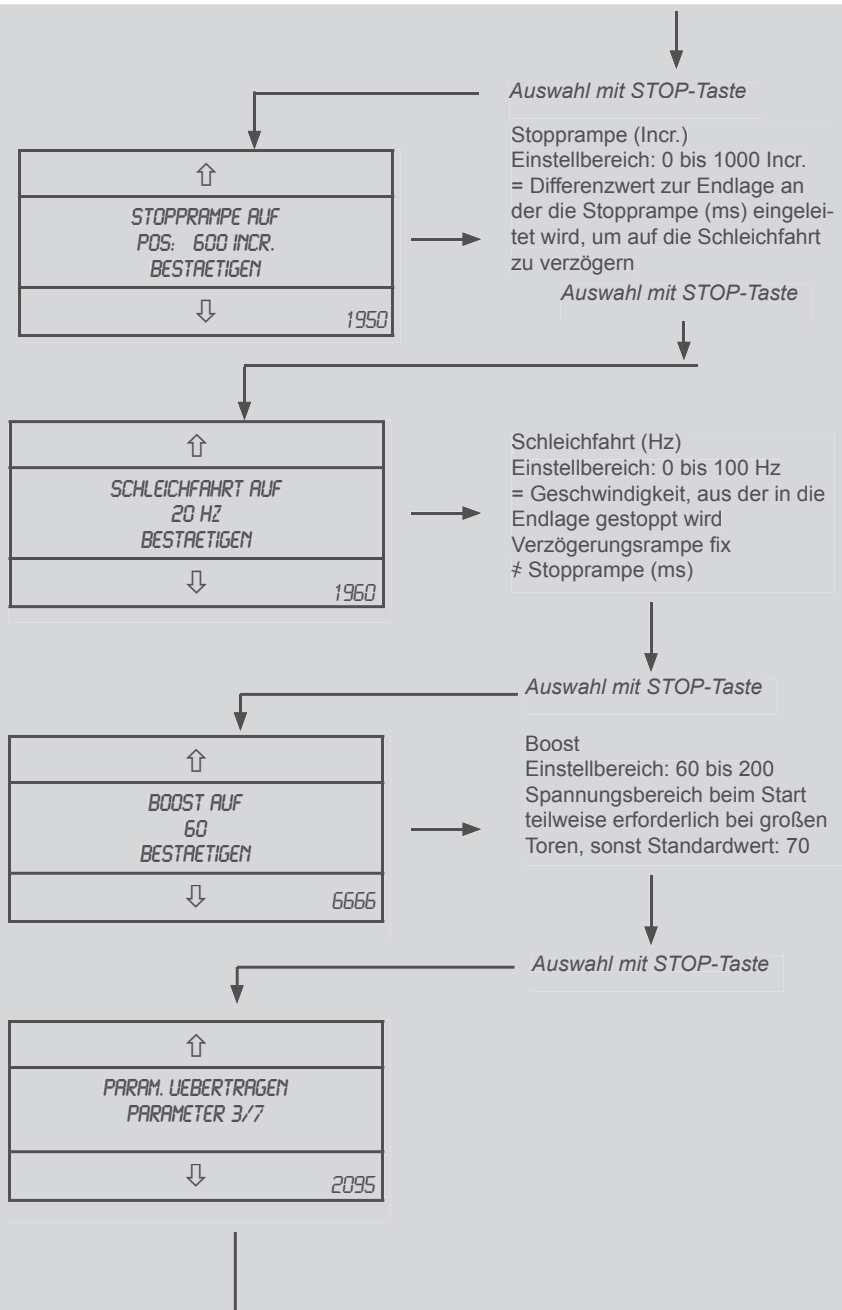 Auswahl mit STOP-Taste
⇧
STOPPRAMPE AUF
POS: 600 INCR.
BESTAETIGEN
⇩
1950
Stopprampe (Incr.)
Einstellbereich: 0 bis 1000 Incr.
= Differenzwert zur Endlage an
der die Stopprampe (ms) eingelei-
tet wird, um auf die Schleichfahrt
zu verzögern
Auswahl mit STOP-Taste
⇧
SCHLEICHFAHRT AUF
20 HZ
BESTAETIGEN
⇩
1960
Schleichfahrt (Hz)
Einstellbereich: 0 bis 100 Hz
= Geschwindigkeit, aus der in die
Endlage gestoppt wird
Verzögerungsrampe fix
≠ Stopprampe (ms)
Auswahl mit STOP-Taste
⇧
BOOST AUF
60
BESTAETIGEN
⇩
6666
Boost
Einstellbereich: 60 bis 200
Spannungsbereich beim Start
teilweise erforderlich bei großen
Toren, sonst Standardwert: 70
Auswahl mit STOP-Taste
⇧
PARAM. UEBERTRAGEN
PARAMETER 3/7
⇩
2095